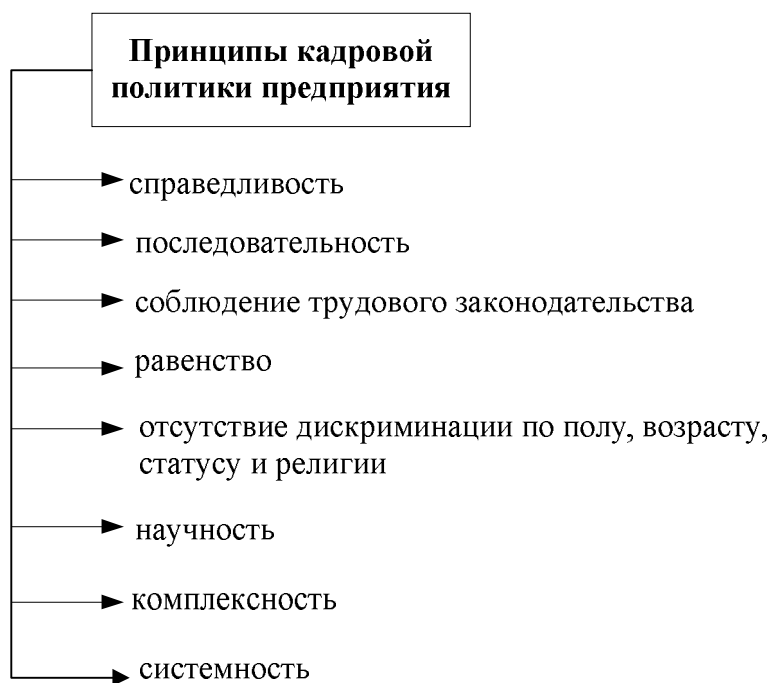 Принципы кадровой
политики предприятия
справедливость
последовательность
соблюдение трудового законодательства
равенство
отсутствие дискриминации по полу, возрасту,
статусу и религии
научность
комплексность
системность